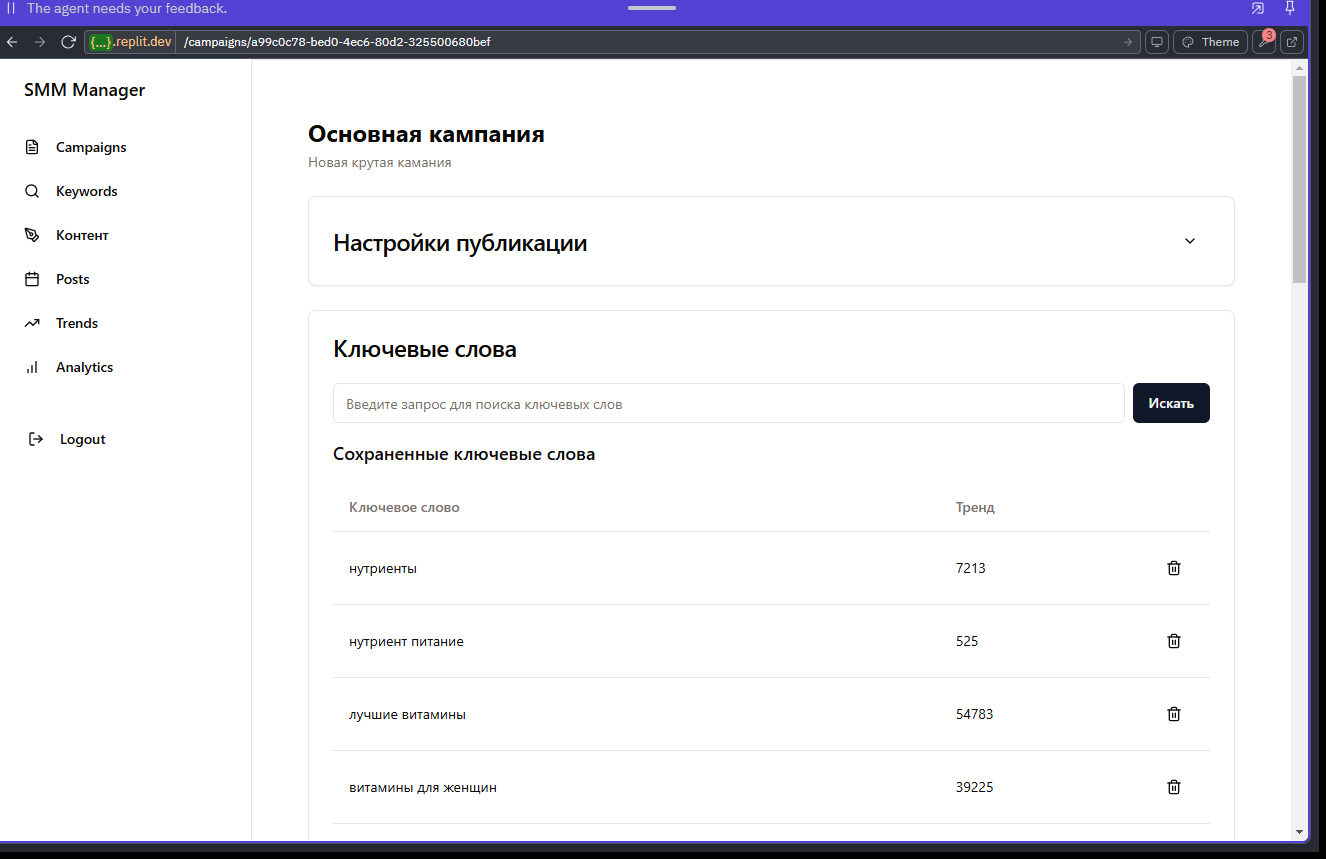 The agent needs your feedback.
{...}.replit.dev /campaigns/a99c0c78-bed0-4ec6-80d2-325500680bef Theme 3
SMM Manager
Campaigns
Keywords
Контент
Posts
Trends
Analytics
Logout
Основная кампания
Новая крутая камания
Настройки публикации
Ключевые слова
Введите запрос для поиска ключевых слов Искать
Сохраненные ключевые слова
Ключевое слово Тренд
нутриенты 7213
нутриент питание 525
лучшие витамины 54783
витамины для женщин 39225